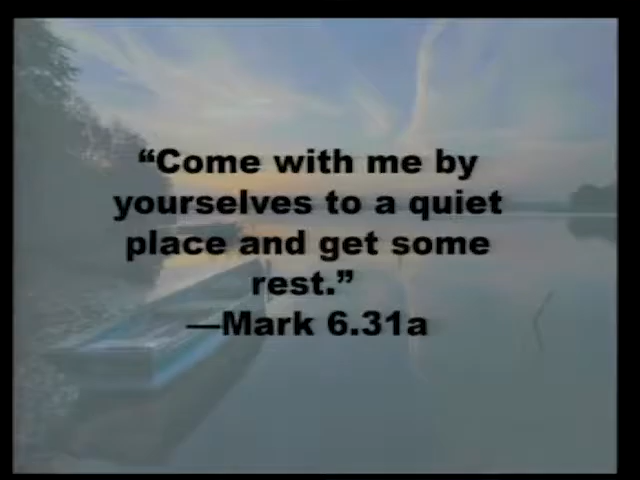 “Come with me by
yourselves to a quiet
place and get some
rest.”
—Mark 6.31a